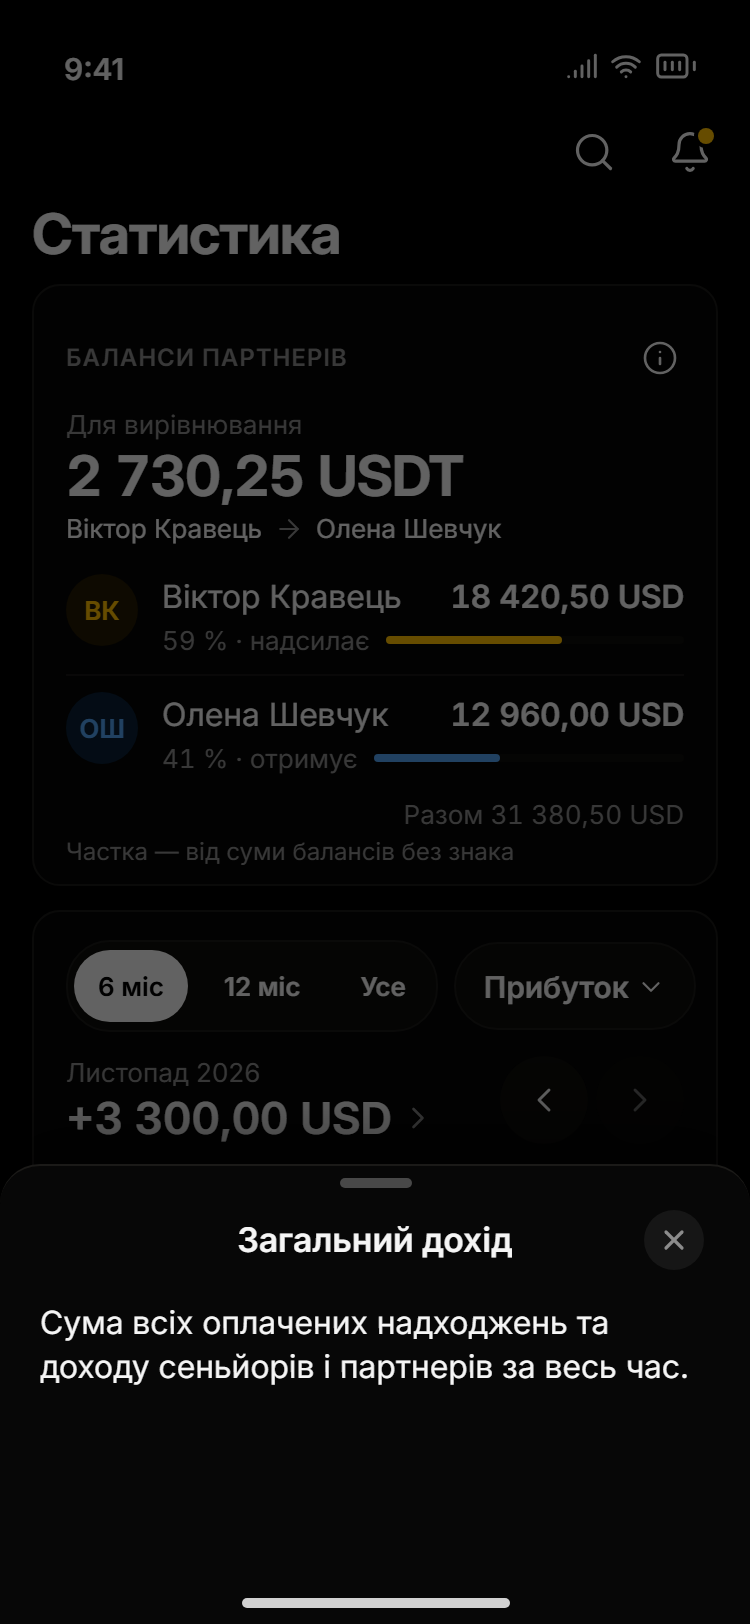 9:41
Статистика
БАЛАНСИ ПАРТНЕРІВ
Для вирівнювання
2 730,25 USDT
Віктор Кравець → Олена Шевчук
ВК
Віктор Кравець 18 420,50 USD
59 % · надсилає
ОШ
Олена Шевчук 12 960,00 USD
41 % · отримує
Разом 31 380,50 USD
Частка — від суми балансів без знака
6 міс 12 міс Усе Прибуток
Листопад 2026
+3 300,00 USD
Загальний дохід
Сума всіх оплачених надходжень та
доходу сеньйорів і партнерів за весь час.